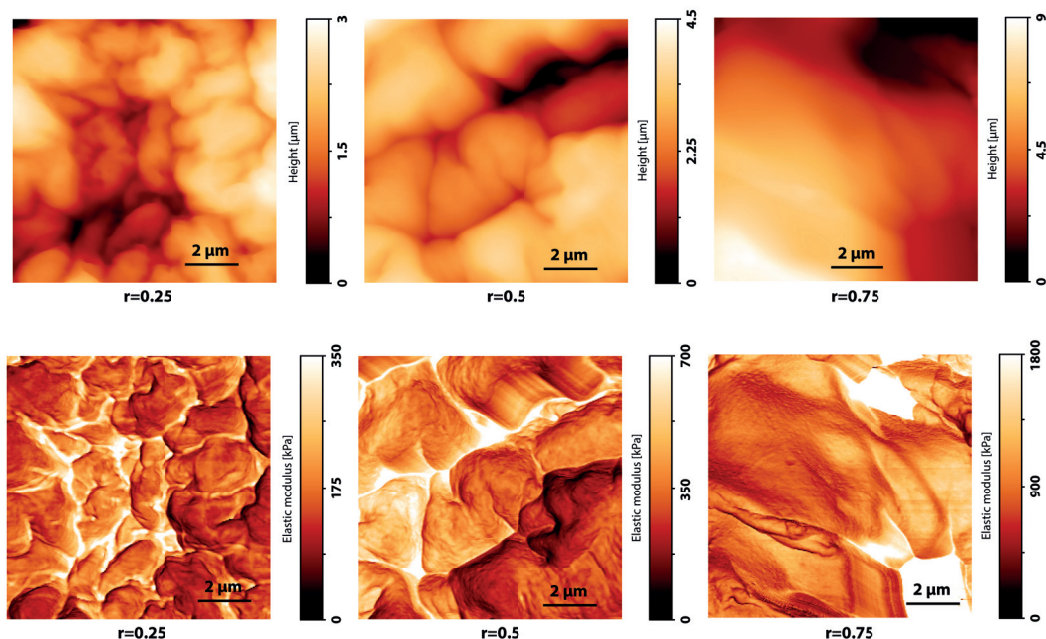 3
1.5
0
Height [µm]
2 µm
r=0.25
4.5
2.25
0
Height [µm]
2 µm
r=0.5
9
4.5
0
Height [µm]
2 µm
r=0.75
350
175
0
Elastic modulus [kPa]
2 µm
r=0.25
700
350
0
Elastic modulus [kPa]
2 µm
r=0.5
1800
900
0
Elastic modulus [kPa]
2 µm
r=0.75